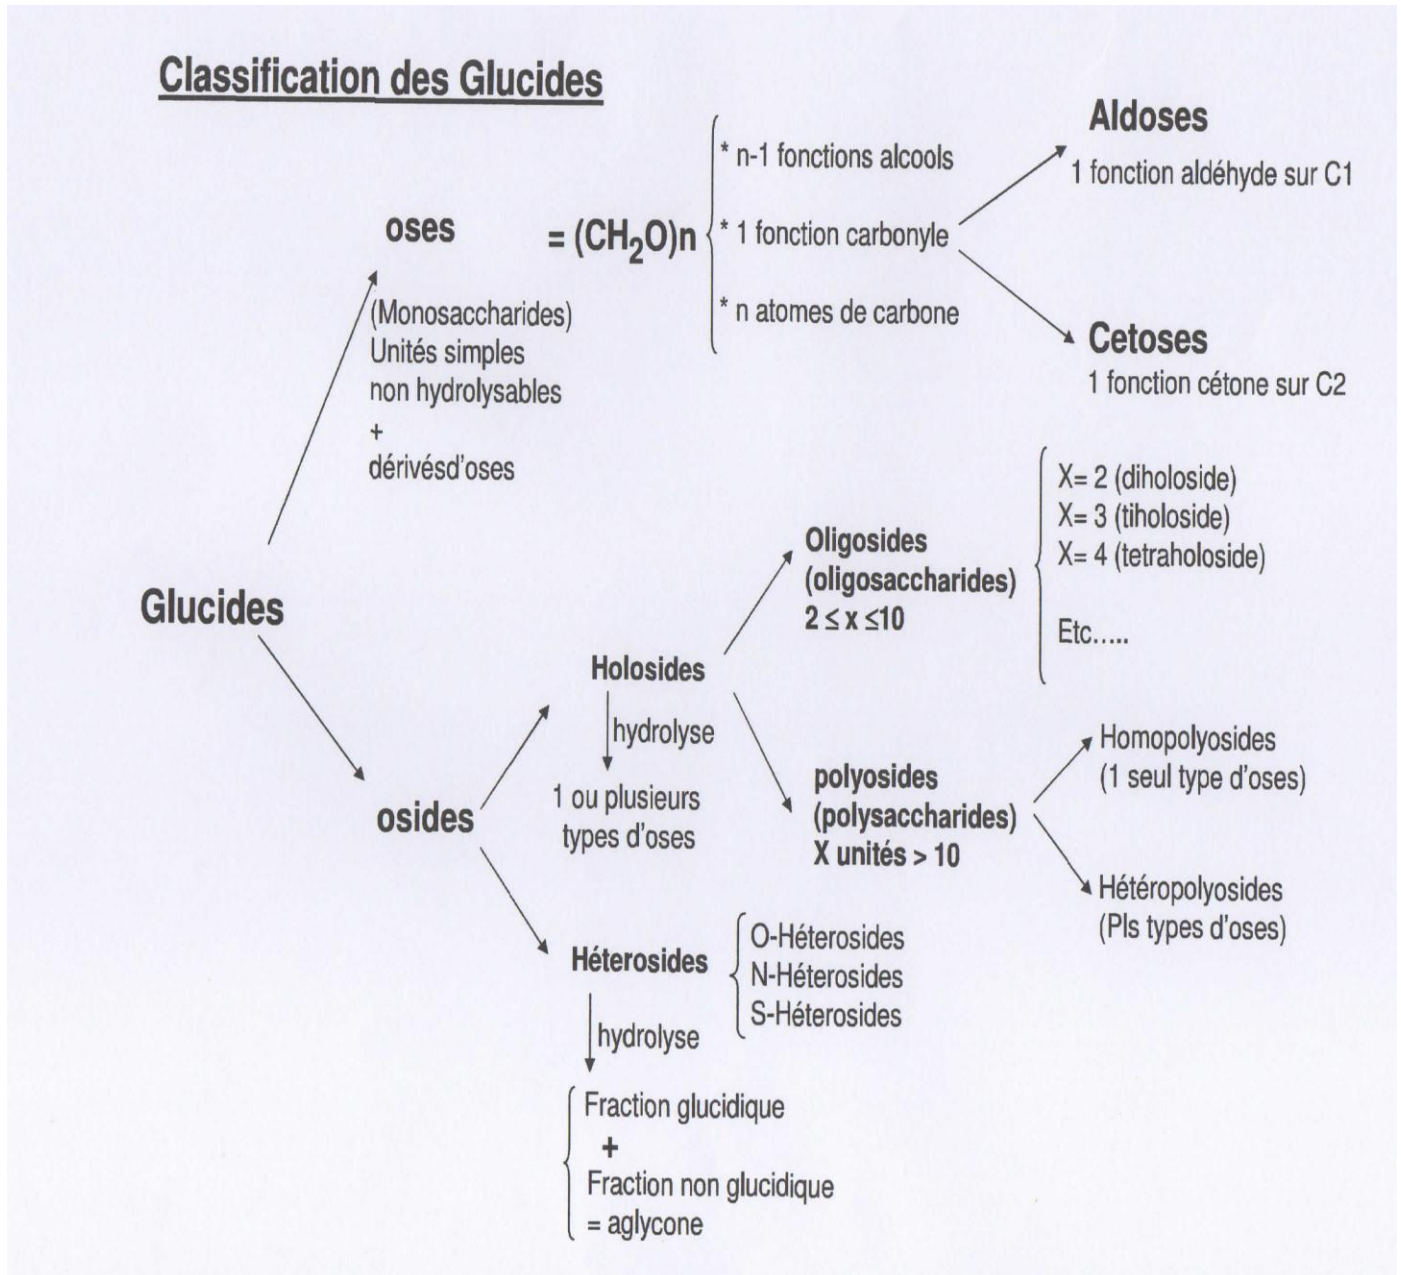 Classification des Glucides
oses
= (CH₂O)n
(Monosaccharides)
Unités simples
non hydrolysables
+
dérivésd'oses
* n-1 fonctions alcools
* 1 fonction carbonyle
* n atomes de carbone
Aldoses
1 fonction aldéhyde sur C1
Cetoses
1 fonction cétone sur C2
Glucides
osides
Holosides
hydrolyse
1 ou plusieurs
types d'oses
Oligosides
(oligosaccharides)
2 ≤ x ≤10
X= 2 (diholoside)
X= 3 (tiholoside)
X= 4 (tetraholoside)
Etc.....
polyosides
(polysaccharides)
X unités > 10
Homopolyosides
(1 seul type d'oses)
Hétéropolyosides
(Pls types d'oses)
Héterosides
O-Héterosides
N-Héterosides
S-Héterosides
hydrolyse
Fraction glucidique
+
Fraction non glucidique
= aglycone